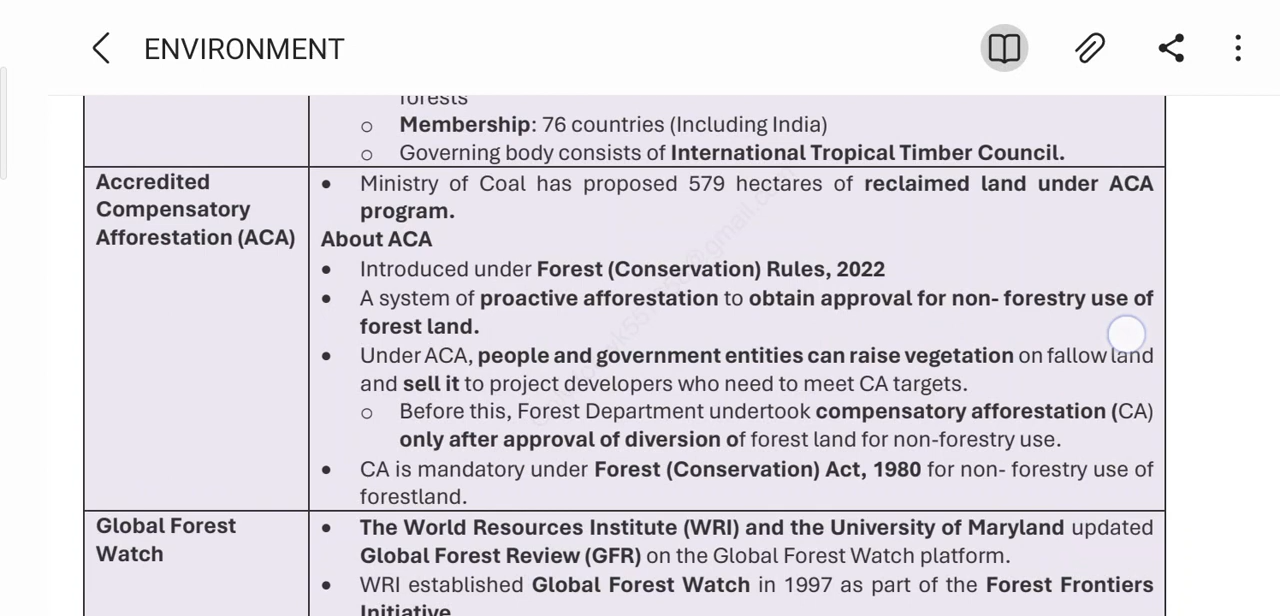 ENVIRONMENT
forests
○ Membership: 76 countries (Including India)
○ Governing body consists of International Tropical Timber Council.
Accredited
Compensatory
Afforestation (ACA)
• Ministry of Coal has proposed 579 hectares of reclaimed land under ACA
program.
About ACA
• Introduced under Forest (Conservation) Rules, 2022
• A system of proactive afforestation to obtain approval for non- forestry use of
forest land.
• Under ACA, people and government entities can raise vegetation on fallow land
and sell it to project developers who need to meet CA targets.
○ Before this, Forest Department undertook compensatory afforestation (CA)
only after approval of diversion of forest land for non-forestry use.
• CA is mandatory under Forest (Conservation) Act, 1980 for non- forestry use of
forestland.
Global Forest
Watch
• The World Resources Institute (WRI) and the University of Maryland updated
Global Forest Review (GFR) on the Global Forest Watch platform.
• WRI established Global Forest Watch in 1997 as part of the Forest Frontiers
Initiative